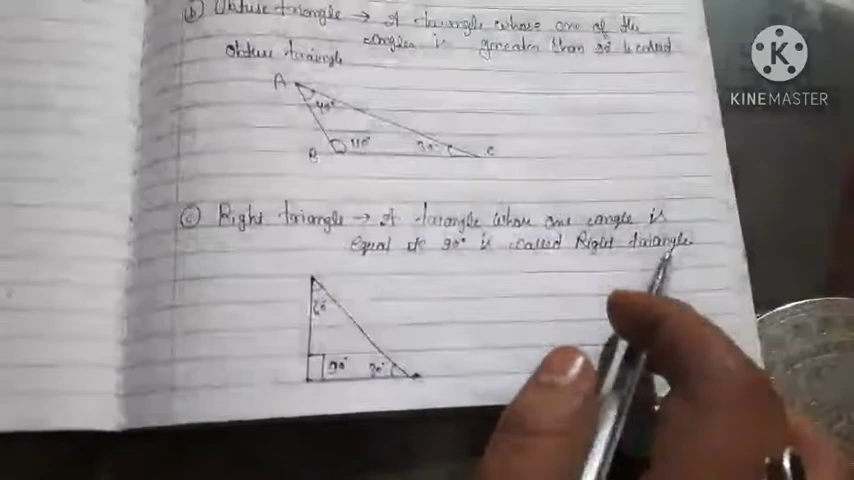 (b) Obtuse triangle → A triangle whose one of the
angles is greater than 90° is called
obtuse triangle
A
40°
B
110°
30°
C
(c) Right triangle → A triangle whose one angle is
Equal to 90° is called Right triangle
60°
90°
30°
K
KINEMASTER